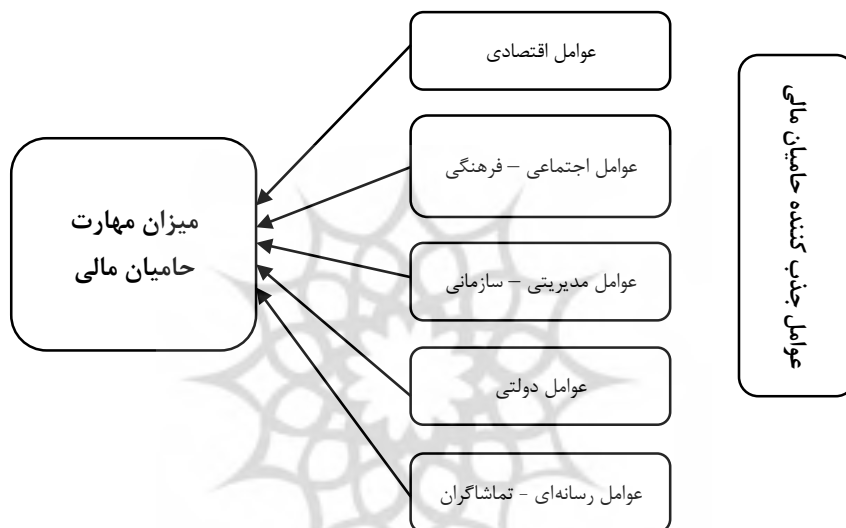 عوامل جذب کننده حامیان مالی
عوامل اقتصادی
عوامل اجتماعی – فرهنگی
عوامل مدیریتی – سازمانی
عوامل دولتی
عوامل رسانه‌ای - تماشاگران
میزان مهارت
حامیان مالی